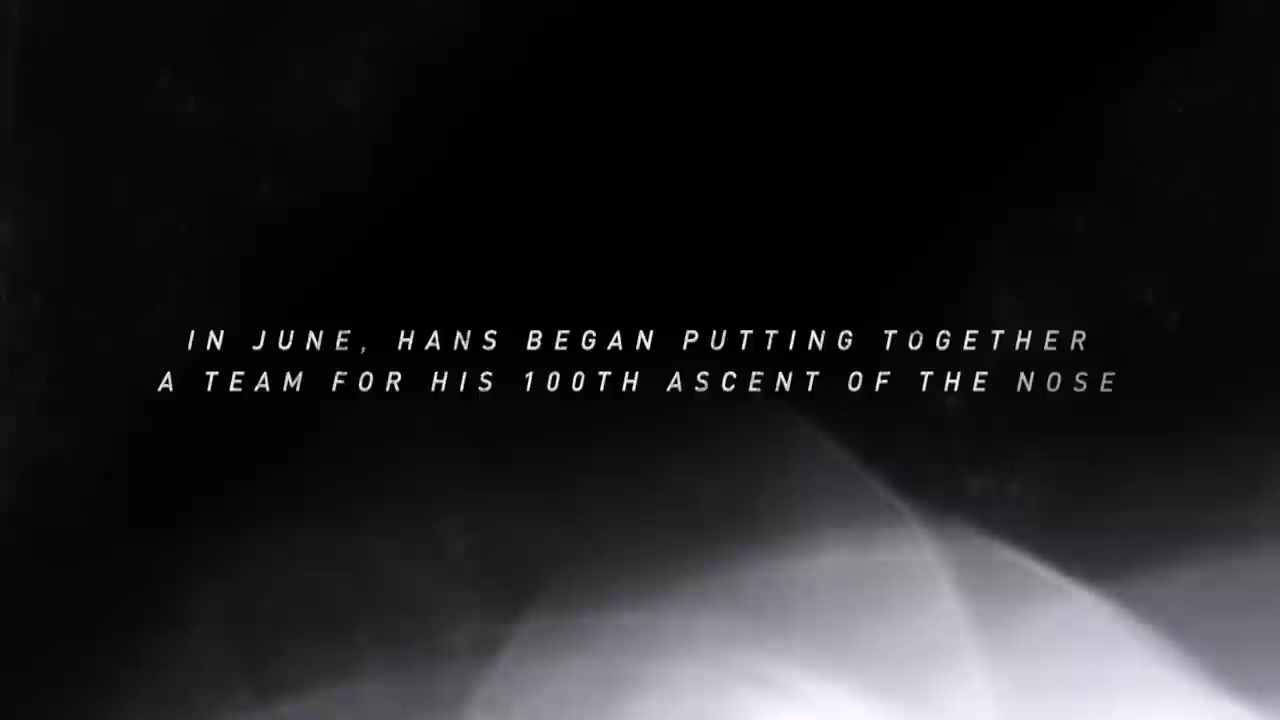 IN JUNE, HANS BEGAN PUTTING TOGETHER
A TEAM FOR HIS 100TH ASCENT OF THE NOSE